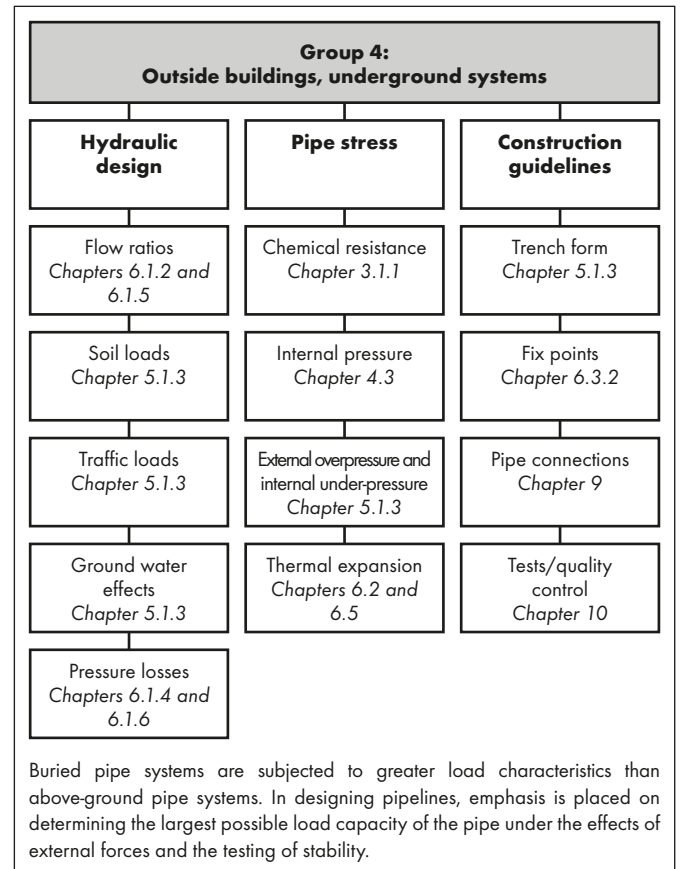 Group 4:
Outside buildings, underground systems
Hydraulic
design
Flow ratios
Chapters 6.1.2 and
6.1.5
Soil loads
Chapter 5.1.3
Traffic loads
Chapter 5.1.3
Ground water
effects
Chapter 5.1.3
Pressure losses
Chapters 6.1.4 and
6.1.6
Pipe stress
Chemical resistance
Chapter 3.1.1
Internal pressure
Chapter 4.3
External overpressure and
internal under-pressure
Chapter 5.1.3
Thermal expansion
Chapters 6.2 and
6.5
Construction
guidelines
Trench form
Chapter 5.1.3
Fix points
Chapter 6.3.2
Pipe connections
Chapter 9
Tests/quality
control
Chapter 10
Buried pipe systems are subjected to greater load characteristics than
above-ground pipe systems. In designing pipelines, emphasis is placed on
determining the largest possible load capacity of the pipe under the effects of
external forces and the testing of stability.